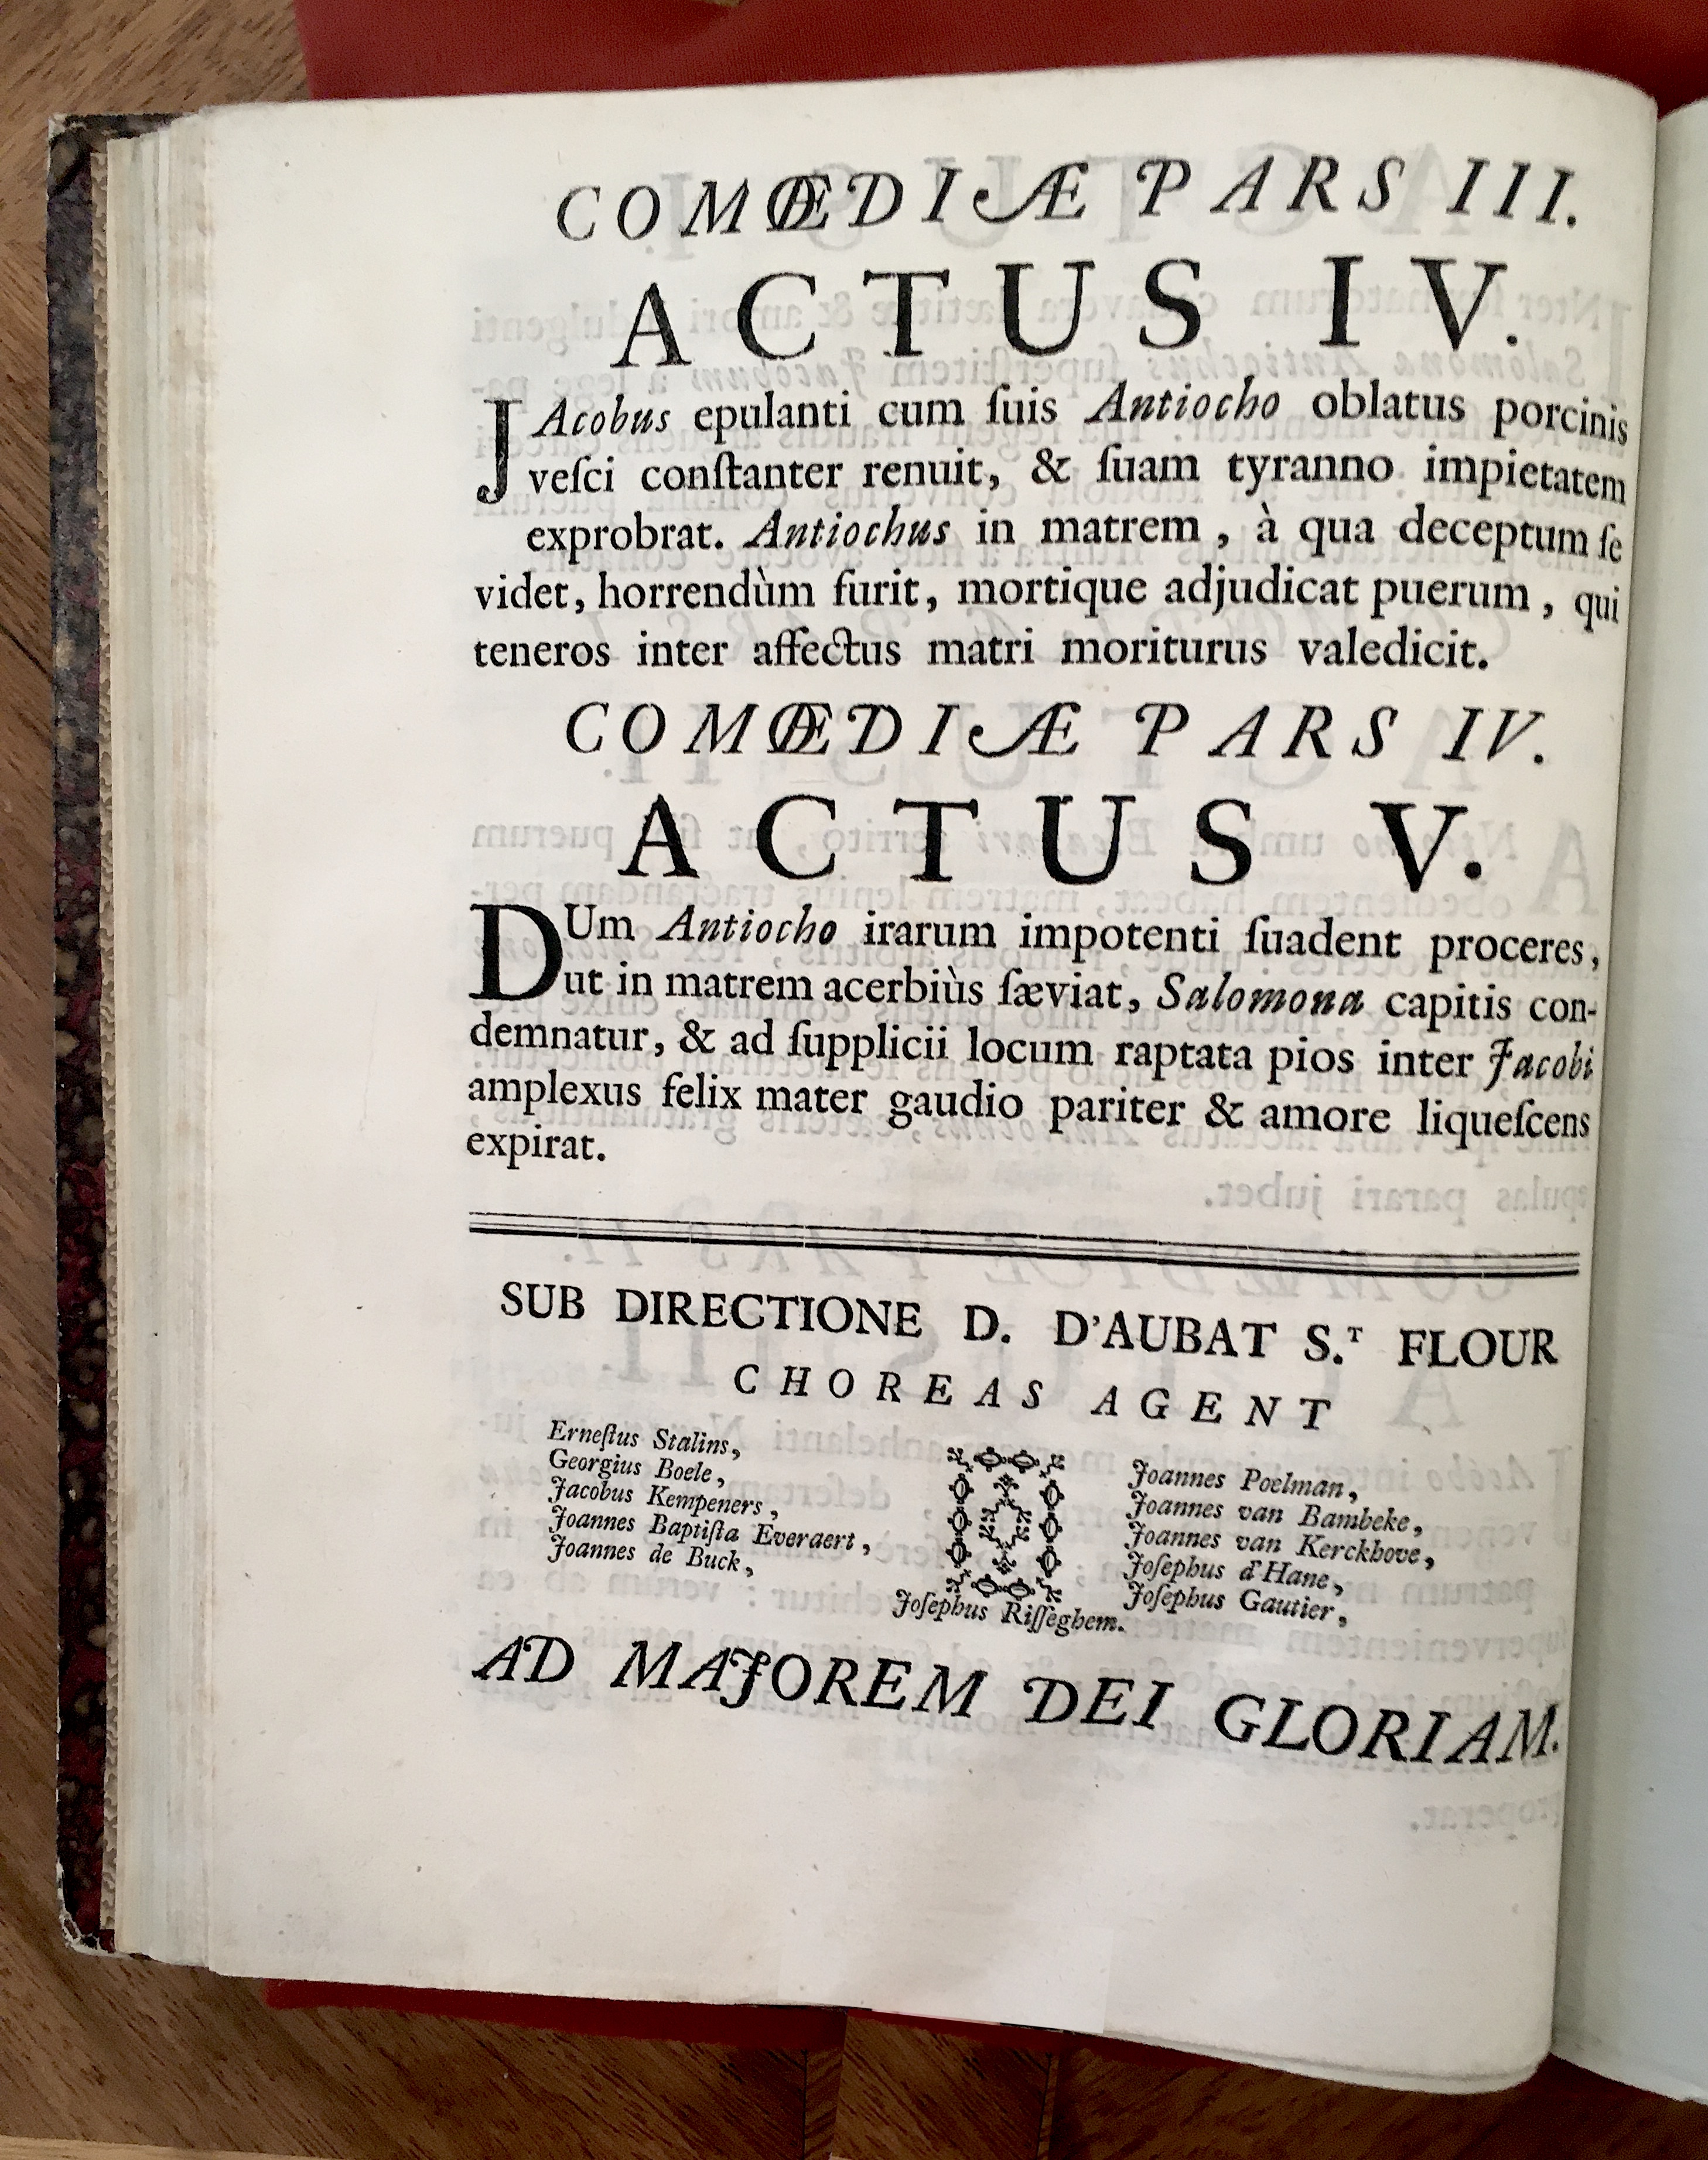 COMŒDIÆ PARS III.
ACTUS IV.
JAcobus epulanti cum ſuis Antiocho oblatus porcinis
veſci conſtanter renuit, & ſuam tyranno impietatem
exprobrat. Antiochus in matrem, à qua deceptum ſe
videt, horrendùm furit, mortique adjudicat puerum, qui
teneros inter affectus matri moriturus valedicit.
COMŒDIÆ PARS IV.
ACTUS V.
DUm Antiocho irarum impotenti ſuadent proceres,
ut in matrem acerbiùs ſæviat, Salomona capitis con-
demnatur, & ad ſupplicii locum raptata pios inter Jacobi
amplexus felix mater gaudio pariter & amore liqueſcens
expirat.
SUB DIRECTIONE D. D'AUBAT S.T FLOUR
CHOREAS AGENT
Erneſtus Stalins,
Georgius Boele,
Jacobus Kempeners,
Joannes Baptiſta Everaert,
Joannes de Buck,
Joannes Poelman,
Joannes van Bambeke,
Joannes van Kerckhove,
Joſephus d'Hane,
Joſephus Gautier,
Joſephus Riſſeghem.
AD MAJOREM DEI GLORIAM.